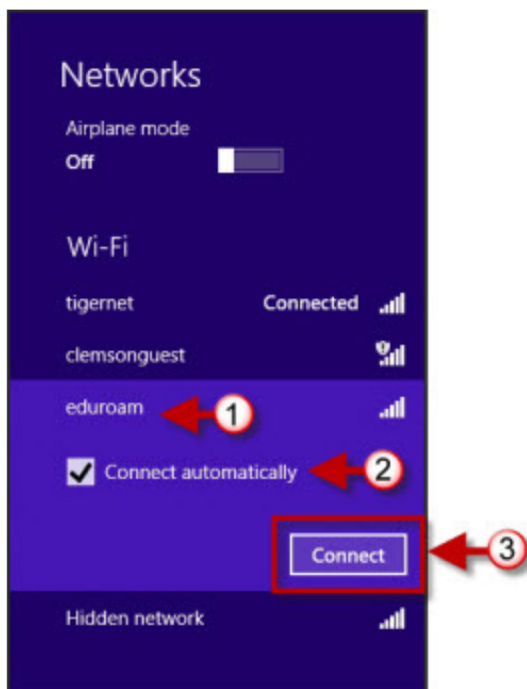 Networks
Airplane mode
Off
Wi-Fi
tigernet Connected
clemsonguest
eduroam 1
Connect automatically 2
Connect 3
Hidden network